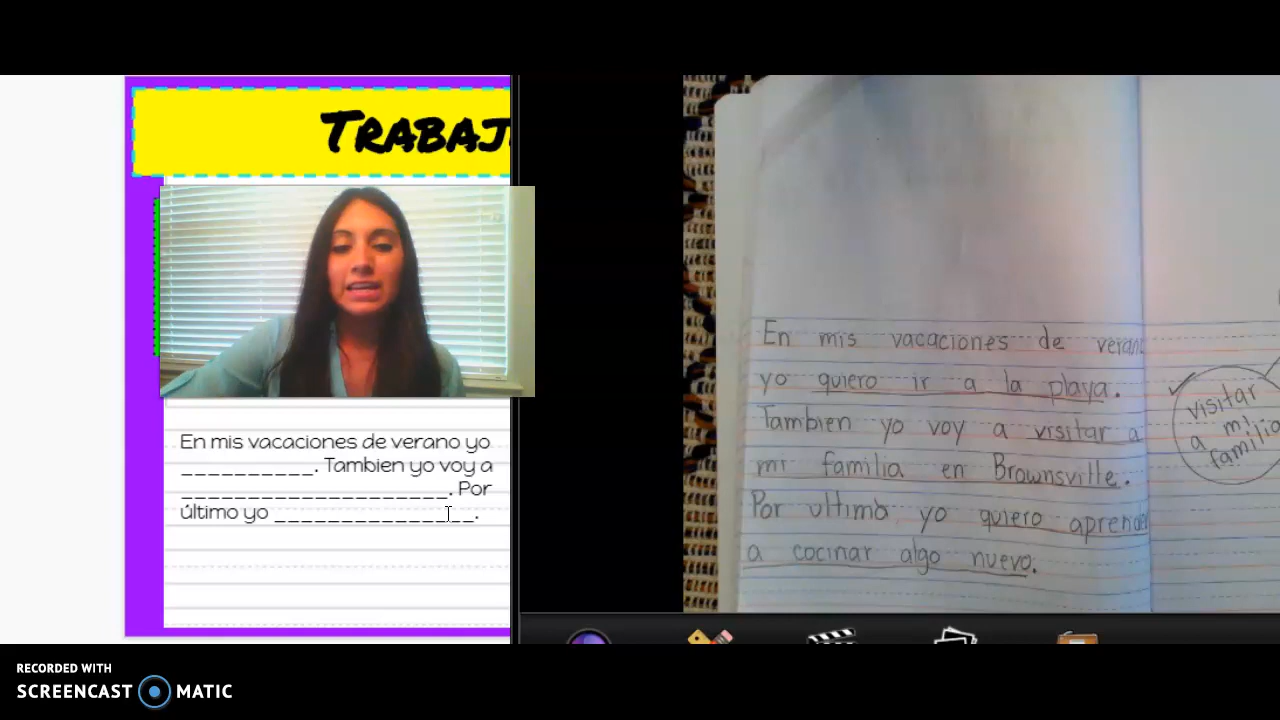 TRABAJ
En mis vacaciones de verano yo
__________. Tambien yo voy a
____________________. Por
último yo _______________.
En mis vacaciones de verano
yo quiero ir a la playa.
Tambien yo voy a visitar a
mi familia en Brownsville.
Por ultimo yo quiero aprender
a cocinar algo nuevo.
visitar
a mi
familia
RECORDED WITH
SCREENCAST MATIC